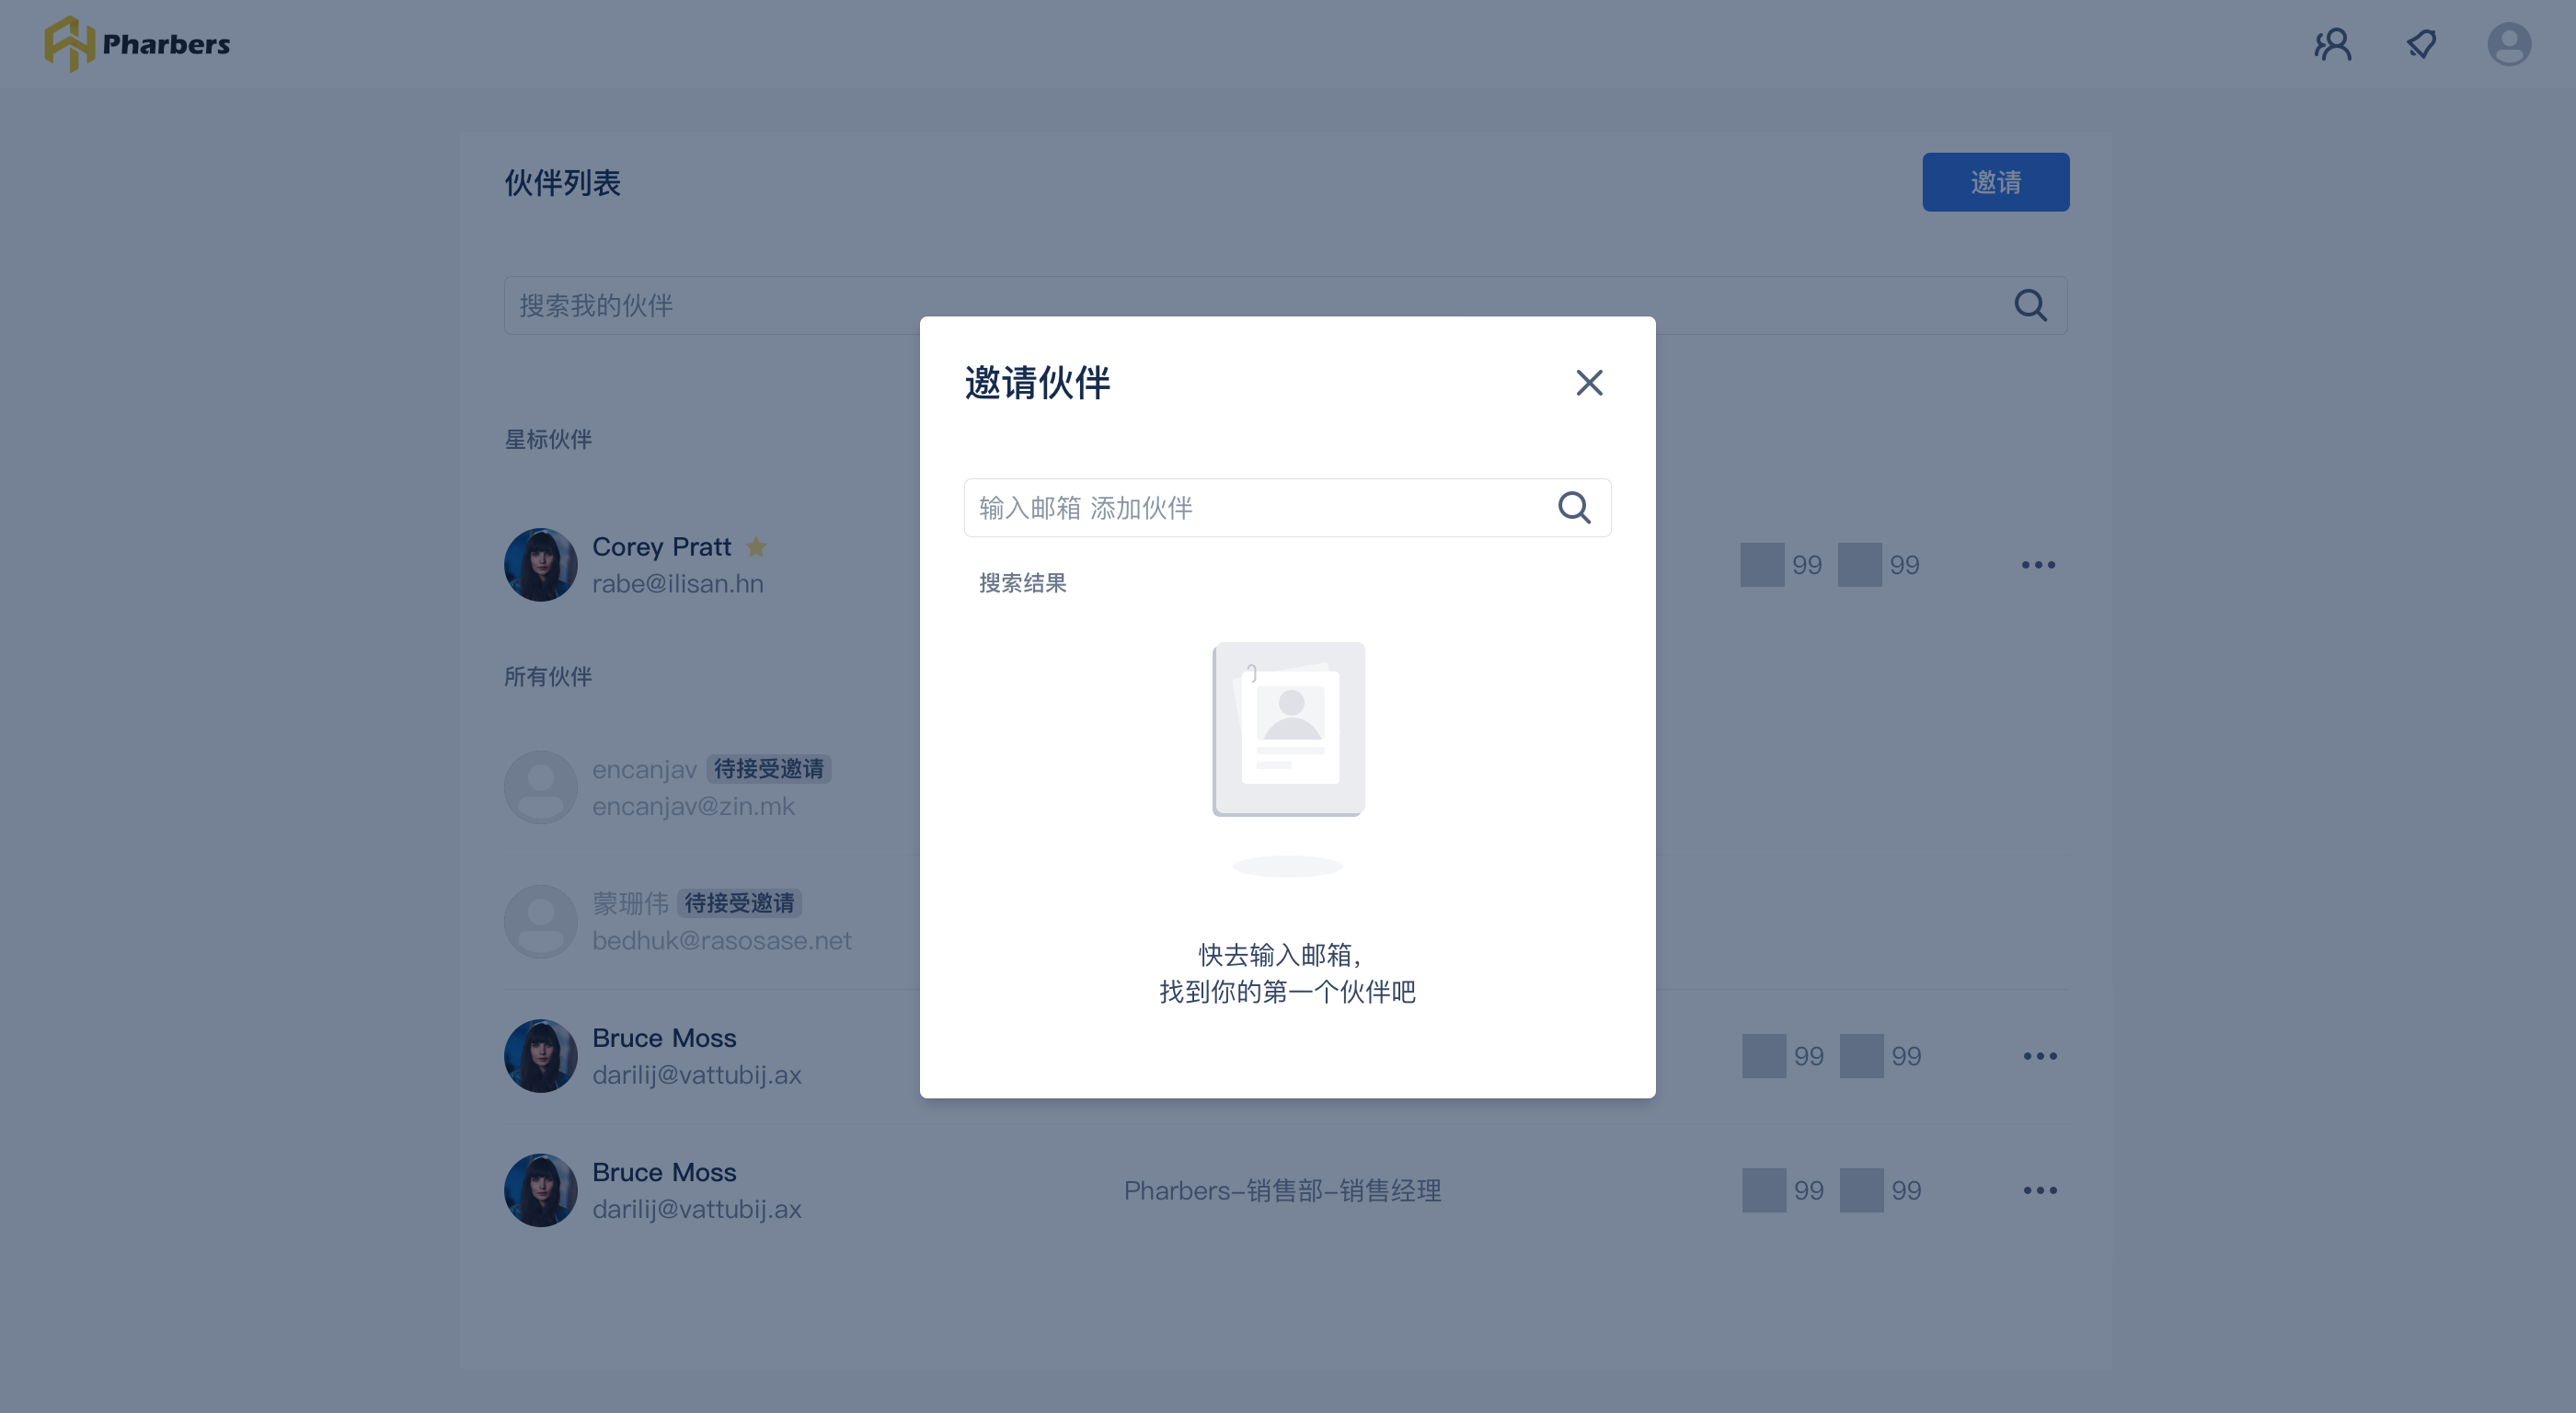 Pharbers
伙伴列表
邀请
搜索我的伙伴
邀请伙伴
星标伙伴
输入邮箱 添加伙伴
Corey Pratt
rabe@ilisan.hn
99 99
搜索结果
所有伙伴
encanjav 待接受邀请
encanjav@zin.mk
蒙珊伟 待接受邀请
bedhuk@rasosase.net
快去输入邮箱，
找到你的第一个伙伴吧
Bruce Moss
darilij@vattubij.ax
99 99
Bruce Moss
darilij@vattubij.ax
Pharbers-销售部-销售经理
99 99